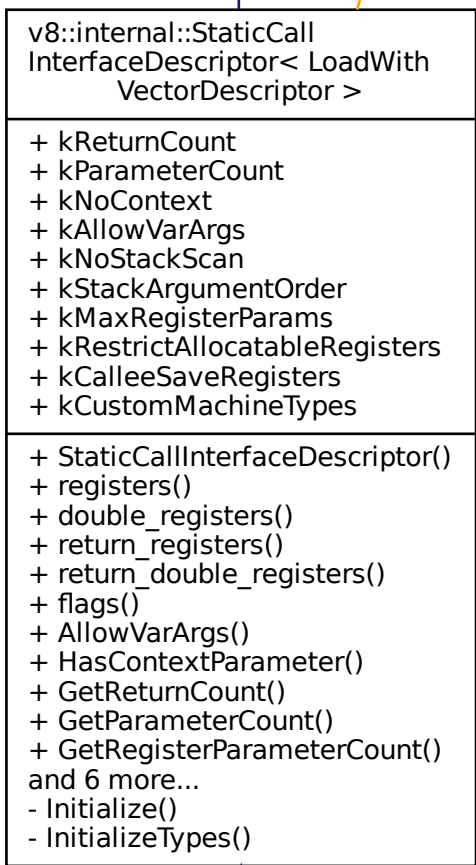 v8::internal::StaticCall
InterfaceDescriptor< LoadWith
VectorDescriptor >
+ kReturnCount
+ kParameterCount
+ kNoContext
+ kAllowVarArgs
+ kNoStackScan
+ kStackArgumentOrder
+ kMaxRegisterParams
+ kRestrictAllocatableRegisters
+ kCalleeSaveRegisters
+ kCustomMachineTypes
+ StaticCallInterfaceDescriptor()
+ registers()
+ double_registers()
+ return_registers()
+ return_double_registers()
+ flags()
+ AllowVarArgs()
+ HasContextParameter()
+ GetReturnCount()
+ GetParameterCount()
+ GetRegisterParameterCount()
and 6 more...
- Initialize()
- InitializeTypes()